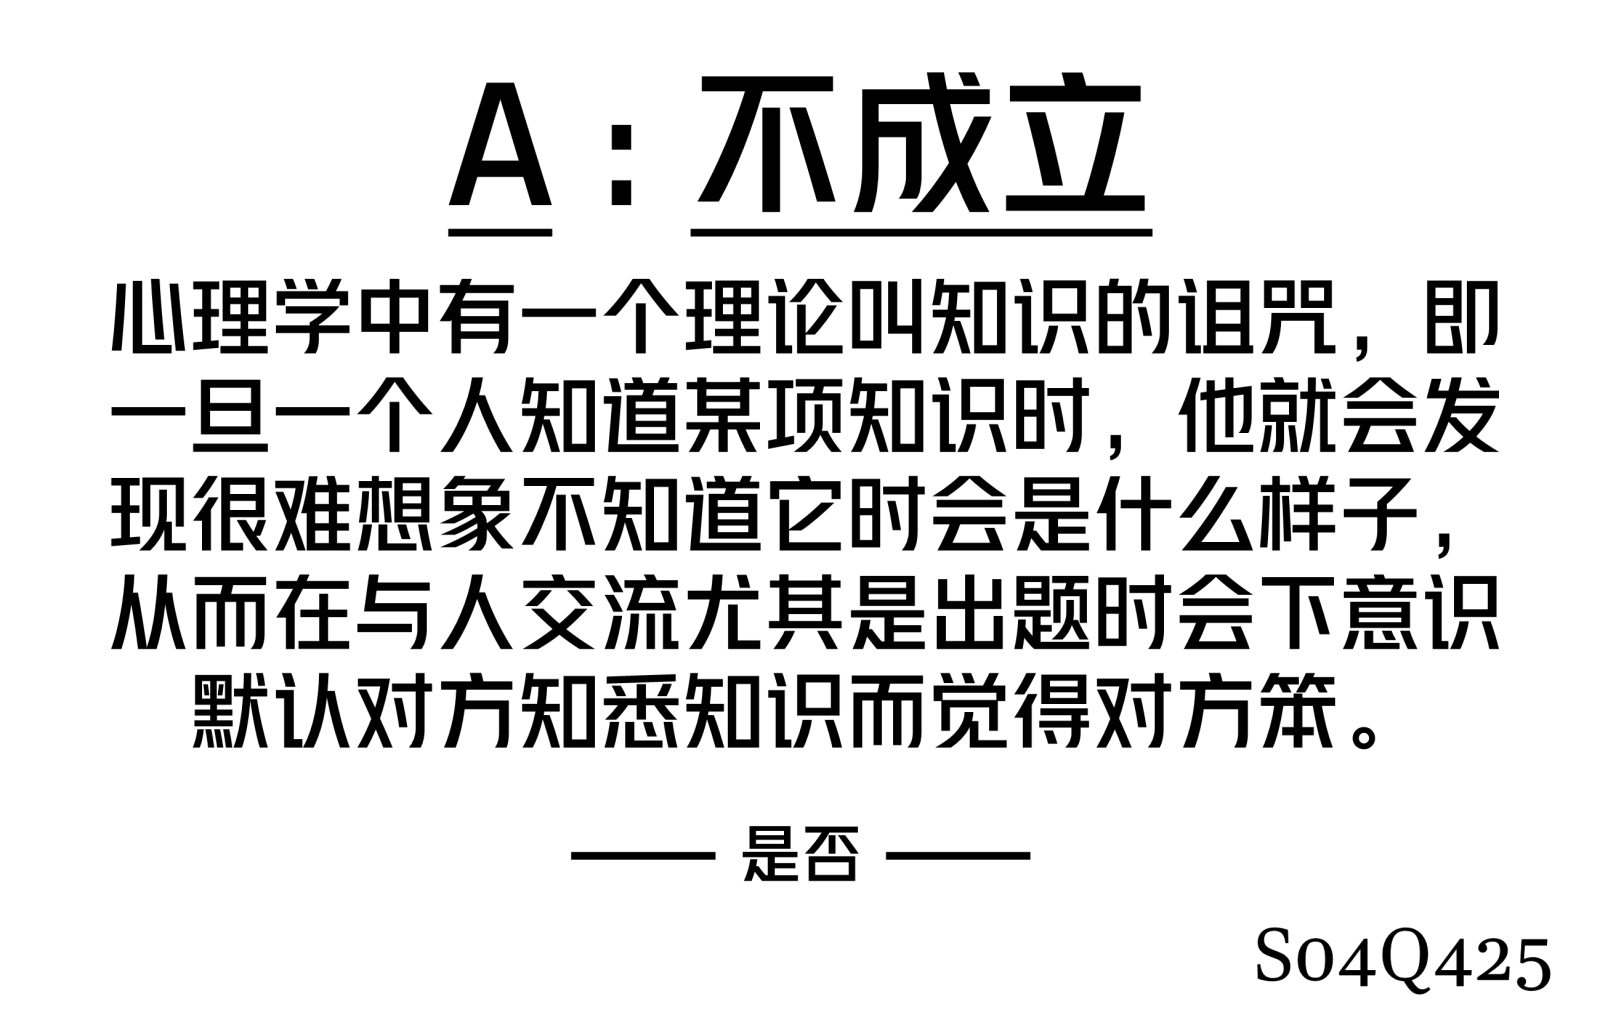 A：不成立
心理学中有一个理论叫知识的诅咒，即
一旦一个人知道某项知识时，他就会发
现很难想象不知道它时会是什么样子，
从而在与人交流尤其是出题时会下意识
默认对方知悉知识而觉得对方笨。
—— 是否 ——
S04Q425